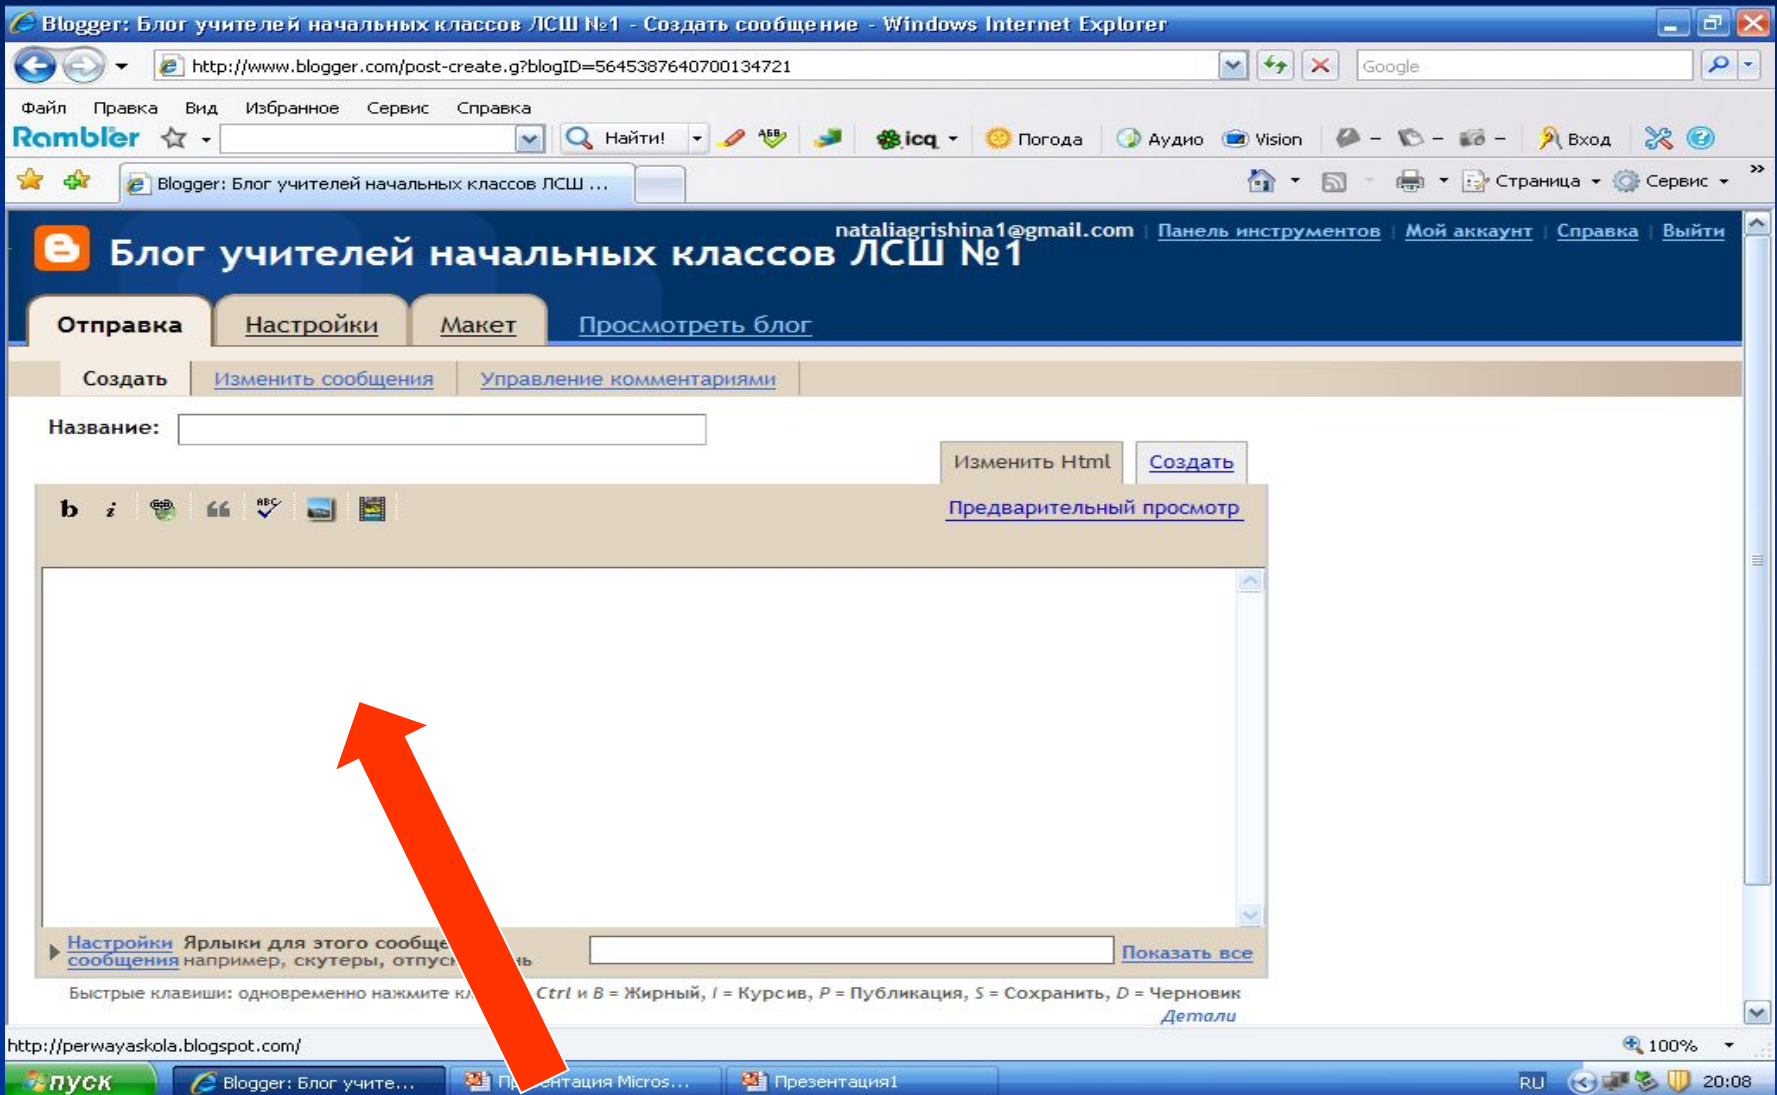 Blogger: Блог учителей начальных классов ЛСШ №1 - Создать сообщение - Windows Internet Explorer
http://www.blogger.com/post-create.g?blogID=5645387640700134721
Google
Файл Правка Вид Избранное Сервис Справка
Rambler Найти! АБВ icq Погода Аудио Vision Вход
Blogger: Блог учителей начальных классов ЛСШ ... Страница Сервис »
nataliagrishina1@gmail.com | Панель инструментов | Мой аккаунт | Справка | Выйти
Блог учителей начальных классов ЛСШ №1
Отправка Настройки Макет Просмотреть блог
Создать Изменить сообщения Управление комментариями
Название:
Изменить Html Создать
b i ABC Предварительный просмотр
Настройки Ярлыки для этого сообще Показать все
сообщения например, скутеры, отпуск нь
Быстрые клавиши: одновременно нажмите Ctrl и B = Жирный, I = Курсив, P = Публикация, S = Сохранить, D = Черновик
Детали
http://perwayaskola.blogspot.com/ 100%
пуск Blogger: Блог учите... Micros... Презентация1 RU 20:08